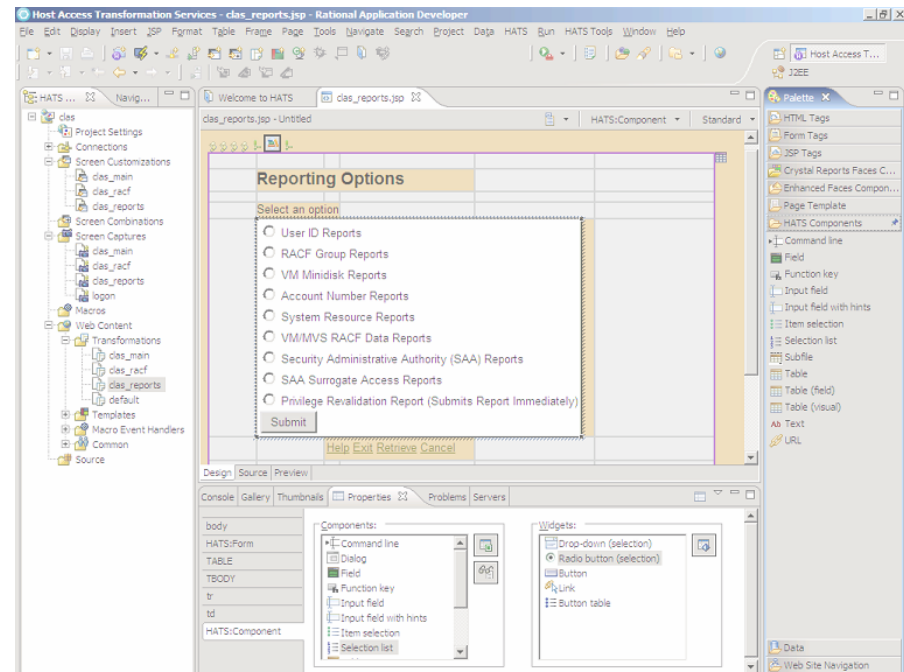 Host Access Transformation Services - clas_reports.jsp - Rational Application Developer
File Edit Display Insert JSP Format Table Frame Page Tools Navigate Search Project Data HATS Run HATS Tools Window Help
Host Access T...
J2EE
HATS ...
Navig...
clas
Project Settings
Connections
Screen Customizations
clas_main
clas_racf
clas_reports
Screen Combinations
Screen Captures
clas_main
clas_racf
clas_reports
logon
Macros
Web Content
Transformations
clas_main
clas_racf
clas_reports
default
Templates
Macro Event Handlers
Common
Source
Welcome to HATS
clas_reports.jsp
clas_reports.jsp - Untitled
HATS:Component
Standard
Reporting Options
Select an option
User ID Reports
RACF Group Reports
VM Minidisk Reports
Account Number Reports
System Resource Reports
VM/MVS RACF Data Reports
Security Administrative Authority (SAA) Reports
SAA Surrogate Access Reports
Privilege Revalidation Report (Submits Report Immediately)
Submit
Help Exit Retrieve Cancel
Design Source Preview
Console Gallery Thumbnails Properties Problems Servers
body
HATS:Form
TABLE
TBODY
tr
td
HATS:Component
Components:
Command line
Dialog
Field
Function key
Input field
Input field with hints
Item selection
Selection list
Widgets:
Drop-down (selection)
Radio button (selection)
Button
Link
Button table
Palette
HTML Tags
Form Tags
JSP Tags
Crystal Reports Faces C...
Enhanced Faces Compon...
Page Template
HATS Components
Command line
Field
Function key
Input field
Input field with hints
Item selection
Selection list
Subfile
Table
Table (field)
Table (visual)
Ab Text
URL
Data
Web Site Navigation